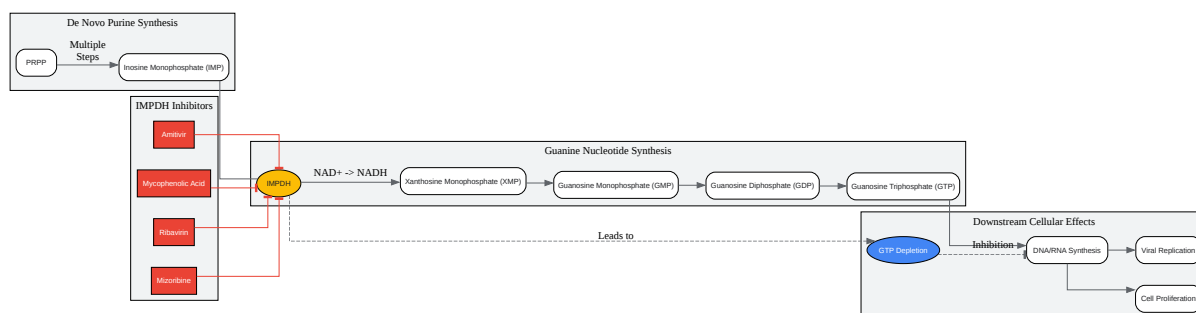 De Novo Purine Synthesis
PRPP
Multiple
Steps
Inosine Monophosphate (IMP)
IMPDH Inhibitors
Amitivir
Mycophenolic Acid
Ribavirin
Mizoribine
Guanine Nucleotide Synthesis
IMPDH
NAD+ -> NADH
Xanthosine Monophosphate (XMP)
Guanosine Monophosphate (GMP)
Guanosine Diphosphate (GDP)
Guanosine Triphosphate (GTP)
Leads to
Downstream Cellular Effects
GTP Depletion
Inhibition
DNA/RNA Synthesis
Viral Replication
Cell Proliferation